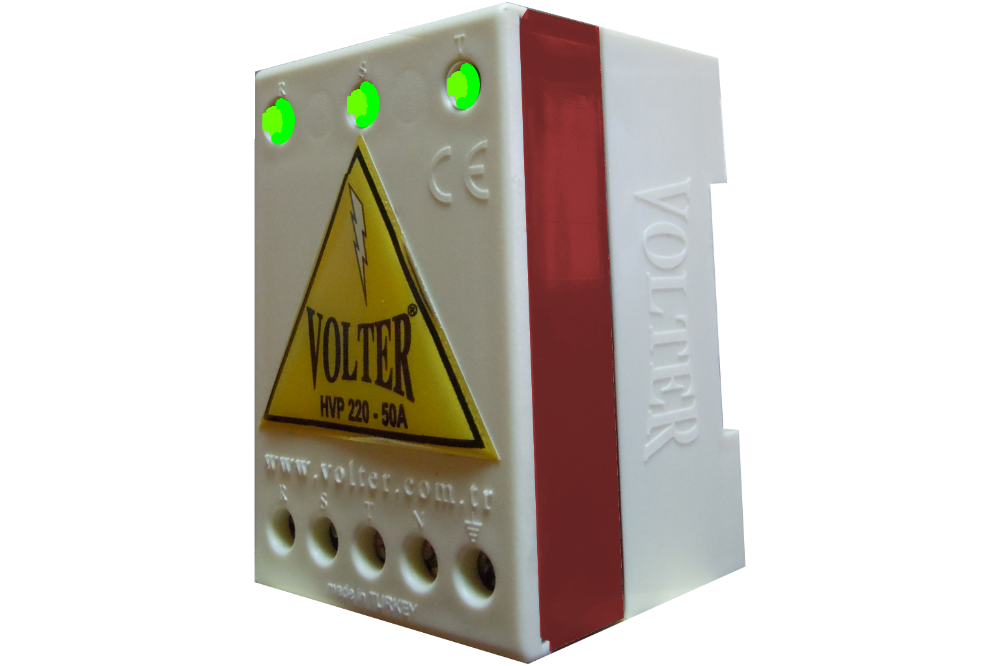 R S T
CE
VOLTER®
HVP 220 - 50A
www.volter.com.tr
R S T N
made in TURKEY
VOLTER